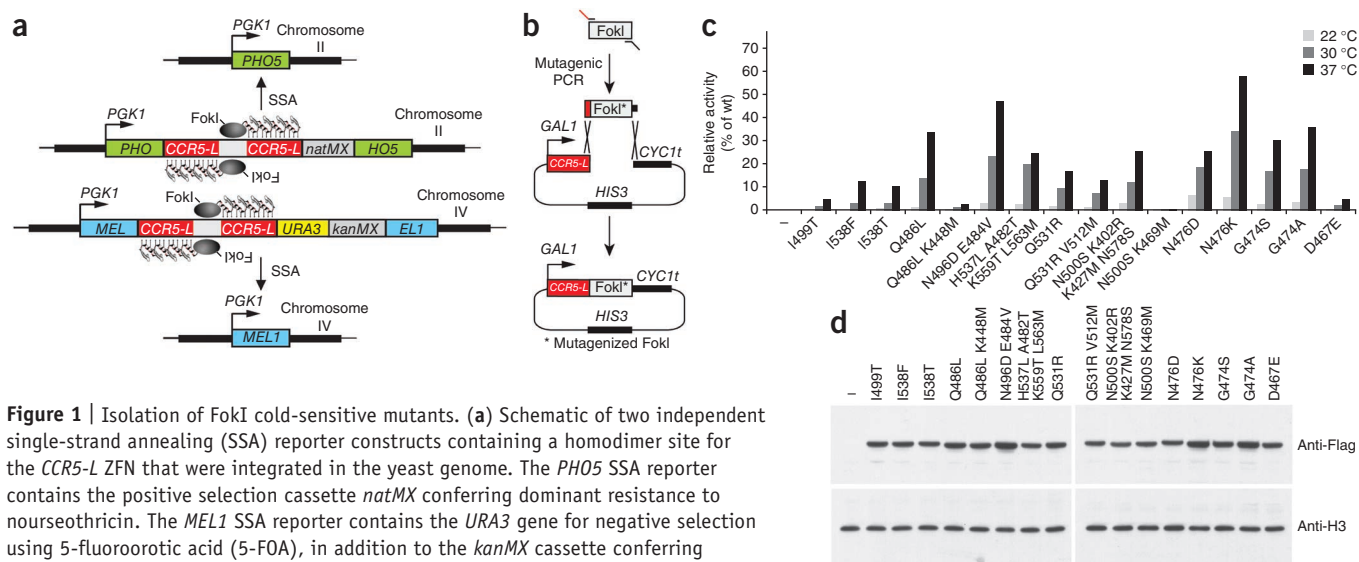 a
PGK1
Chromosome
II
PHO5
SSA
PGK1
FokI
Chromosome
II
PHO
CCR5-L
CCR5-L
natMX
HO5
FokI
PGK1
FokI
Chromosome
IV
MEL
CCR5-L
CCR5-L
URA3
kanMX
EL1
FokI
SSA
PGK1
Chromosome
IV
MEL1
b
FokI
Mutagenic
PCR
FokI*
GAL1
CCR5-L
CYC1t
HIS3
GAL1
CCR5-L
FokI*
CYC1t
HIS3
* Mutagenized FokI
c
Relative activity
(% of wt)
70
60
50
40
30
20
10
0
22 °C
30 °C
37 °C
–
I499T
I538F
I538T
Q486L
Q486L K448M
N496D E484V
H537L A482T
K559T L563M
Q531R
Q531R V512M
N500S K402R
K427M N578S
N500S K469M
N476D
N476K
G474S
G474A
D467E
d
–
I499T
I538F
I538T
Q486L
Q486L K448M
N496D E484V
H537L A482T
K559T L563M
Q531R
Q531R V512M
N500S K402R
K427M N578S
N500S K469M
N476D
N476K
G474S
G474A
D467E
Anti-Flag
Anti-H3
Figure 1 | Isolation of FokI cold-sensitive mutants. (a) Schematic of two independent
single-strand annealing (SSA) reporter constructs containing a homodimer site for
the CCR5-L ZFN that were integrated in the yeast genome. The PHO5 SSA reporter
contains the positive selection cassette natMX conferring dominant resistance to
nourseothricin. The MEL1 SSA reporter contains the URA3 gene for negative selection
using 5-fluoroorotic acid (5-FOA), in addition to the kanMX cassette conferring